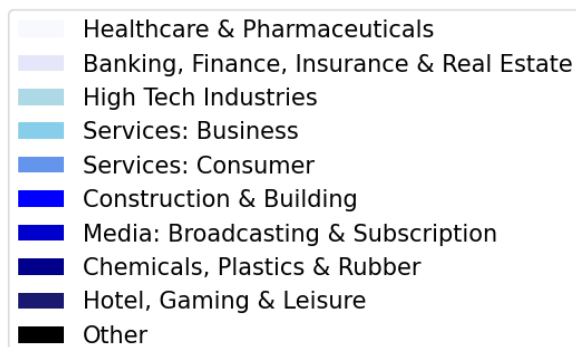 Healthcare & Pharmaceuticals
Banking, Finance, Insurance & Real Estate
High Tech Industries
Services: Business
Services: Consumer
Construction & Building
Media: Broadcasting & Subscription
Chemicals, Plastics & Rubber
Hotel, Gaming & Leisure
Other